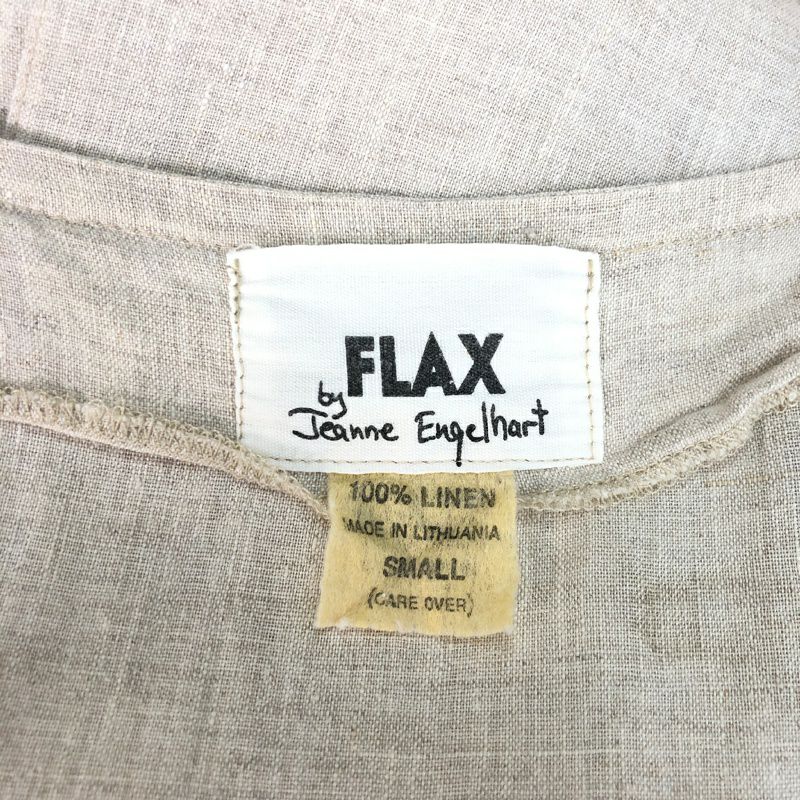 FLAX
by
Jeanne Engelhart
100% LINEN
MADE IN LITHUANIA
SMALL
(CARE OVER)